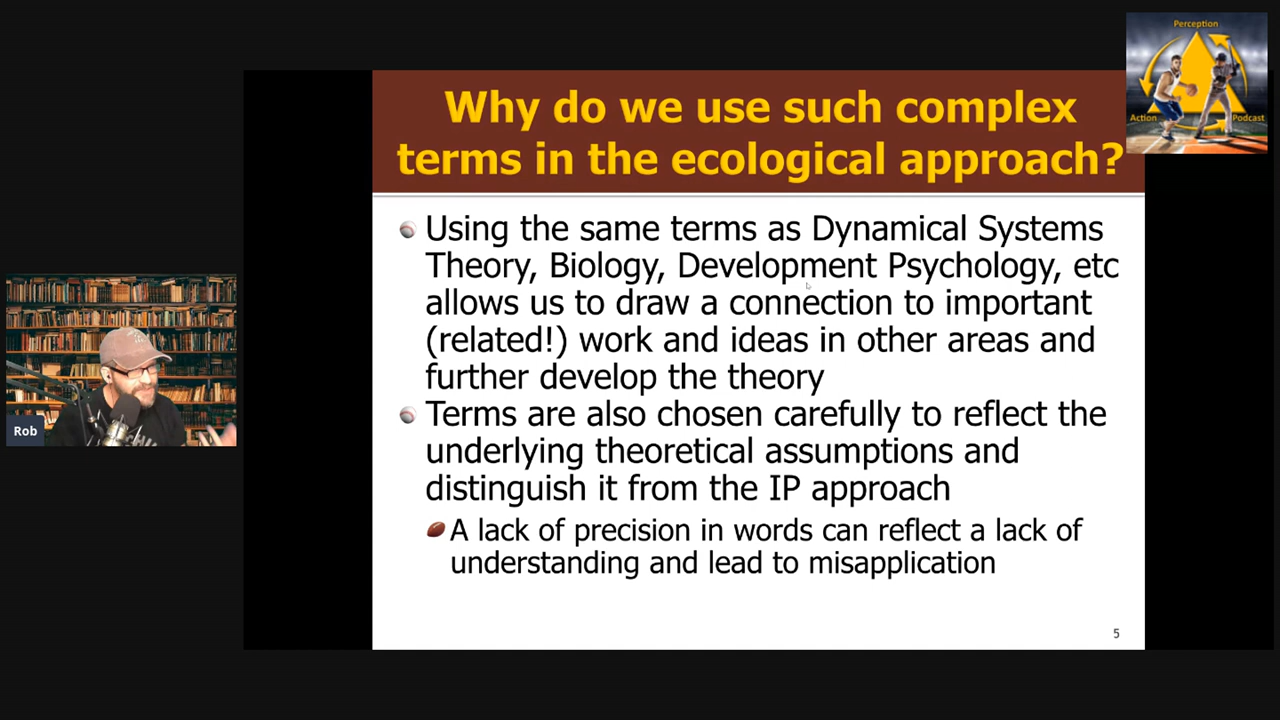 Perception
Action
Podcast
Why do we use such complex
terms in the ecological approach?
Using the same terms as Dynamical Systems
Theory, Biology, Development Psychology, etc
allows us to draw a connection to important
(related!) work and ideas in other areas and
further develop the theory
Terms are also chosen carefully to reflect the
underlying theoretical assumptions and
distinguish it from the IP approach
A lack of precision in words can reflect a lack of
understanding and lead to misapplication
Rob
5